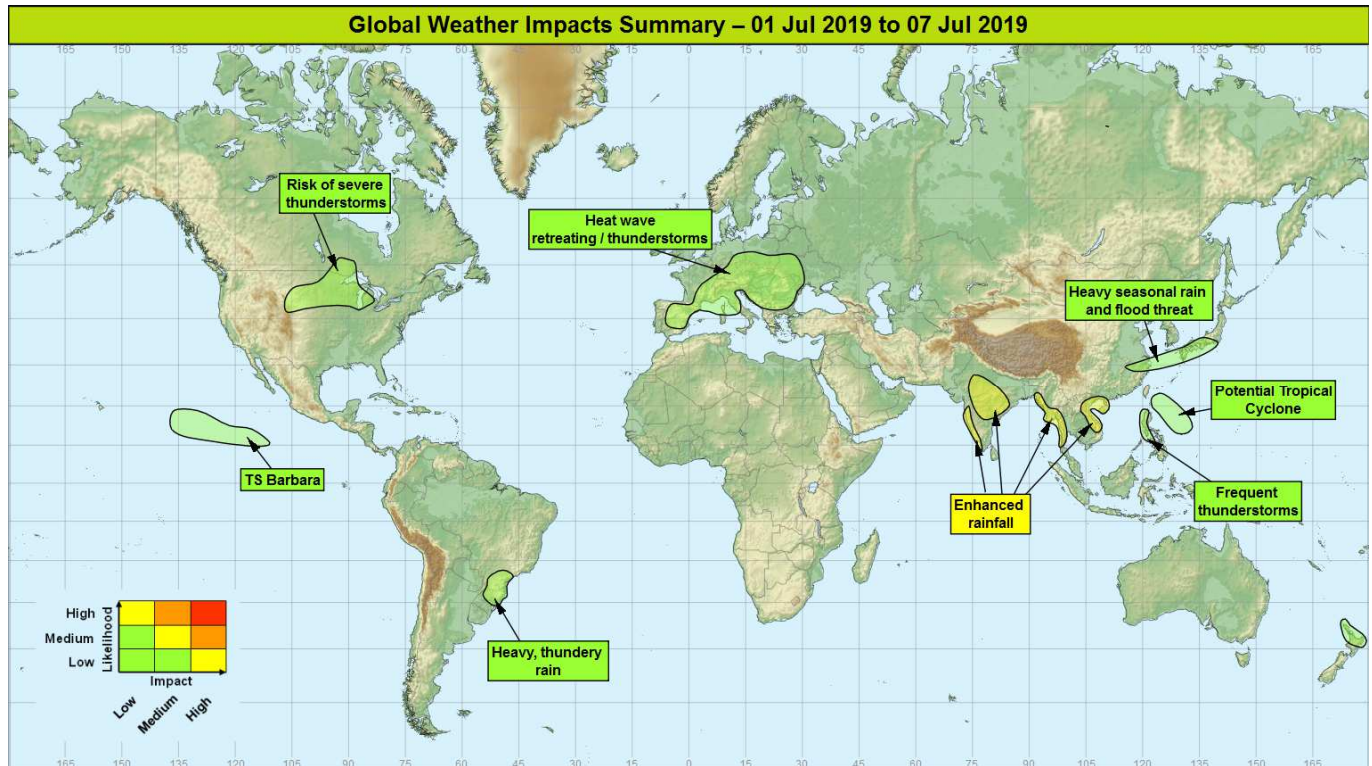 Global Weather Impacts Summary – 01 Jul 2019 to 07 Jul 2019
165 150 135 120 105 90 75 60 45 30 15 0 15 30 45 60 75 90 105 120 135 150 165
Risk of severe
thunderstorms
Heat wave
retreating / thunderstorms
Heavy seasonal rain
and flood threat
Potential Tropical
Cyclone
TS Barbara
Enhanced
rainfall
Frequent
thunderstorms
Heavy, thundery
rain
High
Medium
Low
Likelihood
Impact
Low
Medium
High
165 150 135 120 105 90 75 60 45 30 15 0 15 30 45 60 75 90 105 120 135 150 165